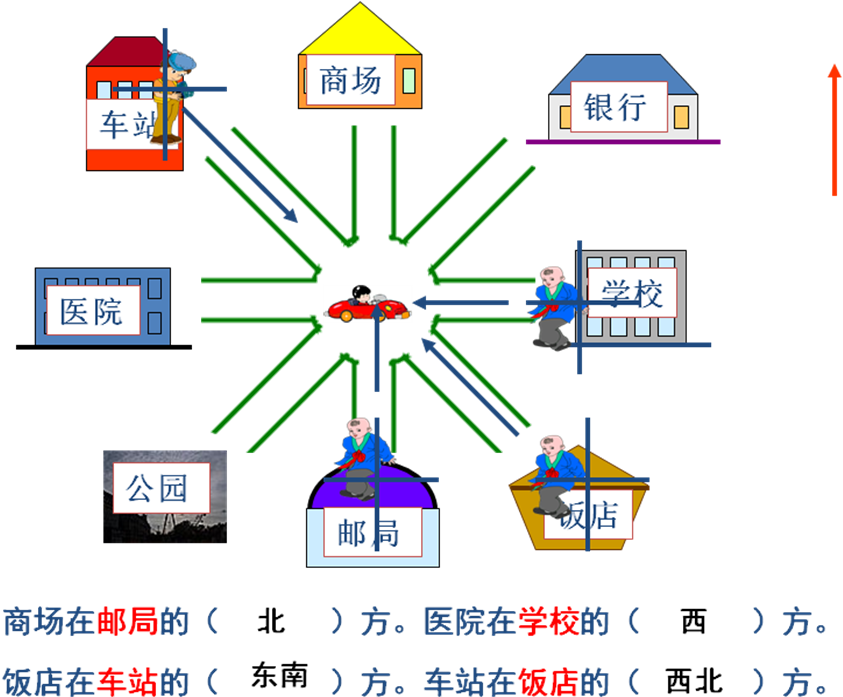 商场
车站
银行
医院
学校
公园
邮局
饭店
商场在邮局的（ 北 ）方。医院在学校的（ 西 ）方。
饭店在车站的（ 东南 ）方。车站在饭店的（ 西北 ）方。